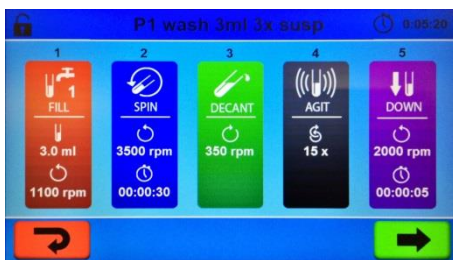 P1 wash 3ml 3x susp
0:05:20
1
2
3
4
5
1
FILL
SPIN
DECANT
AGIT
DOWN
3.0 ml
3500 rpm
350 rpm
15 x
2000 rpm
1100 rpm
00:00:30
00:00:05